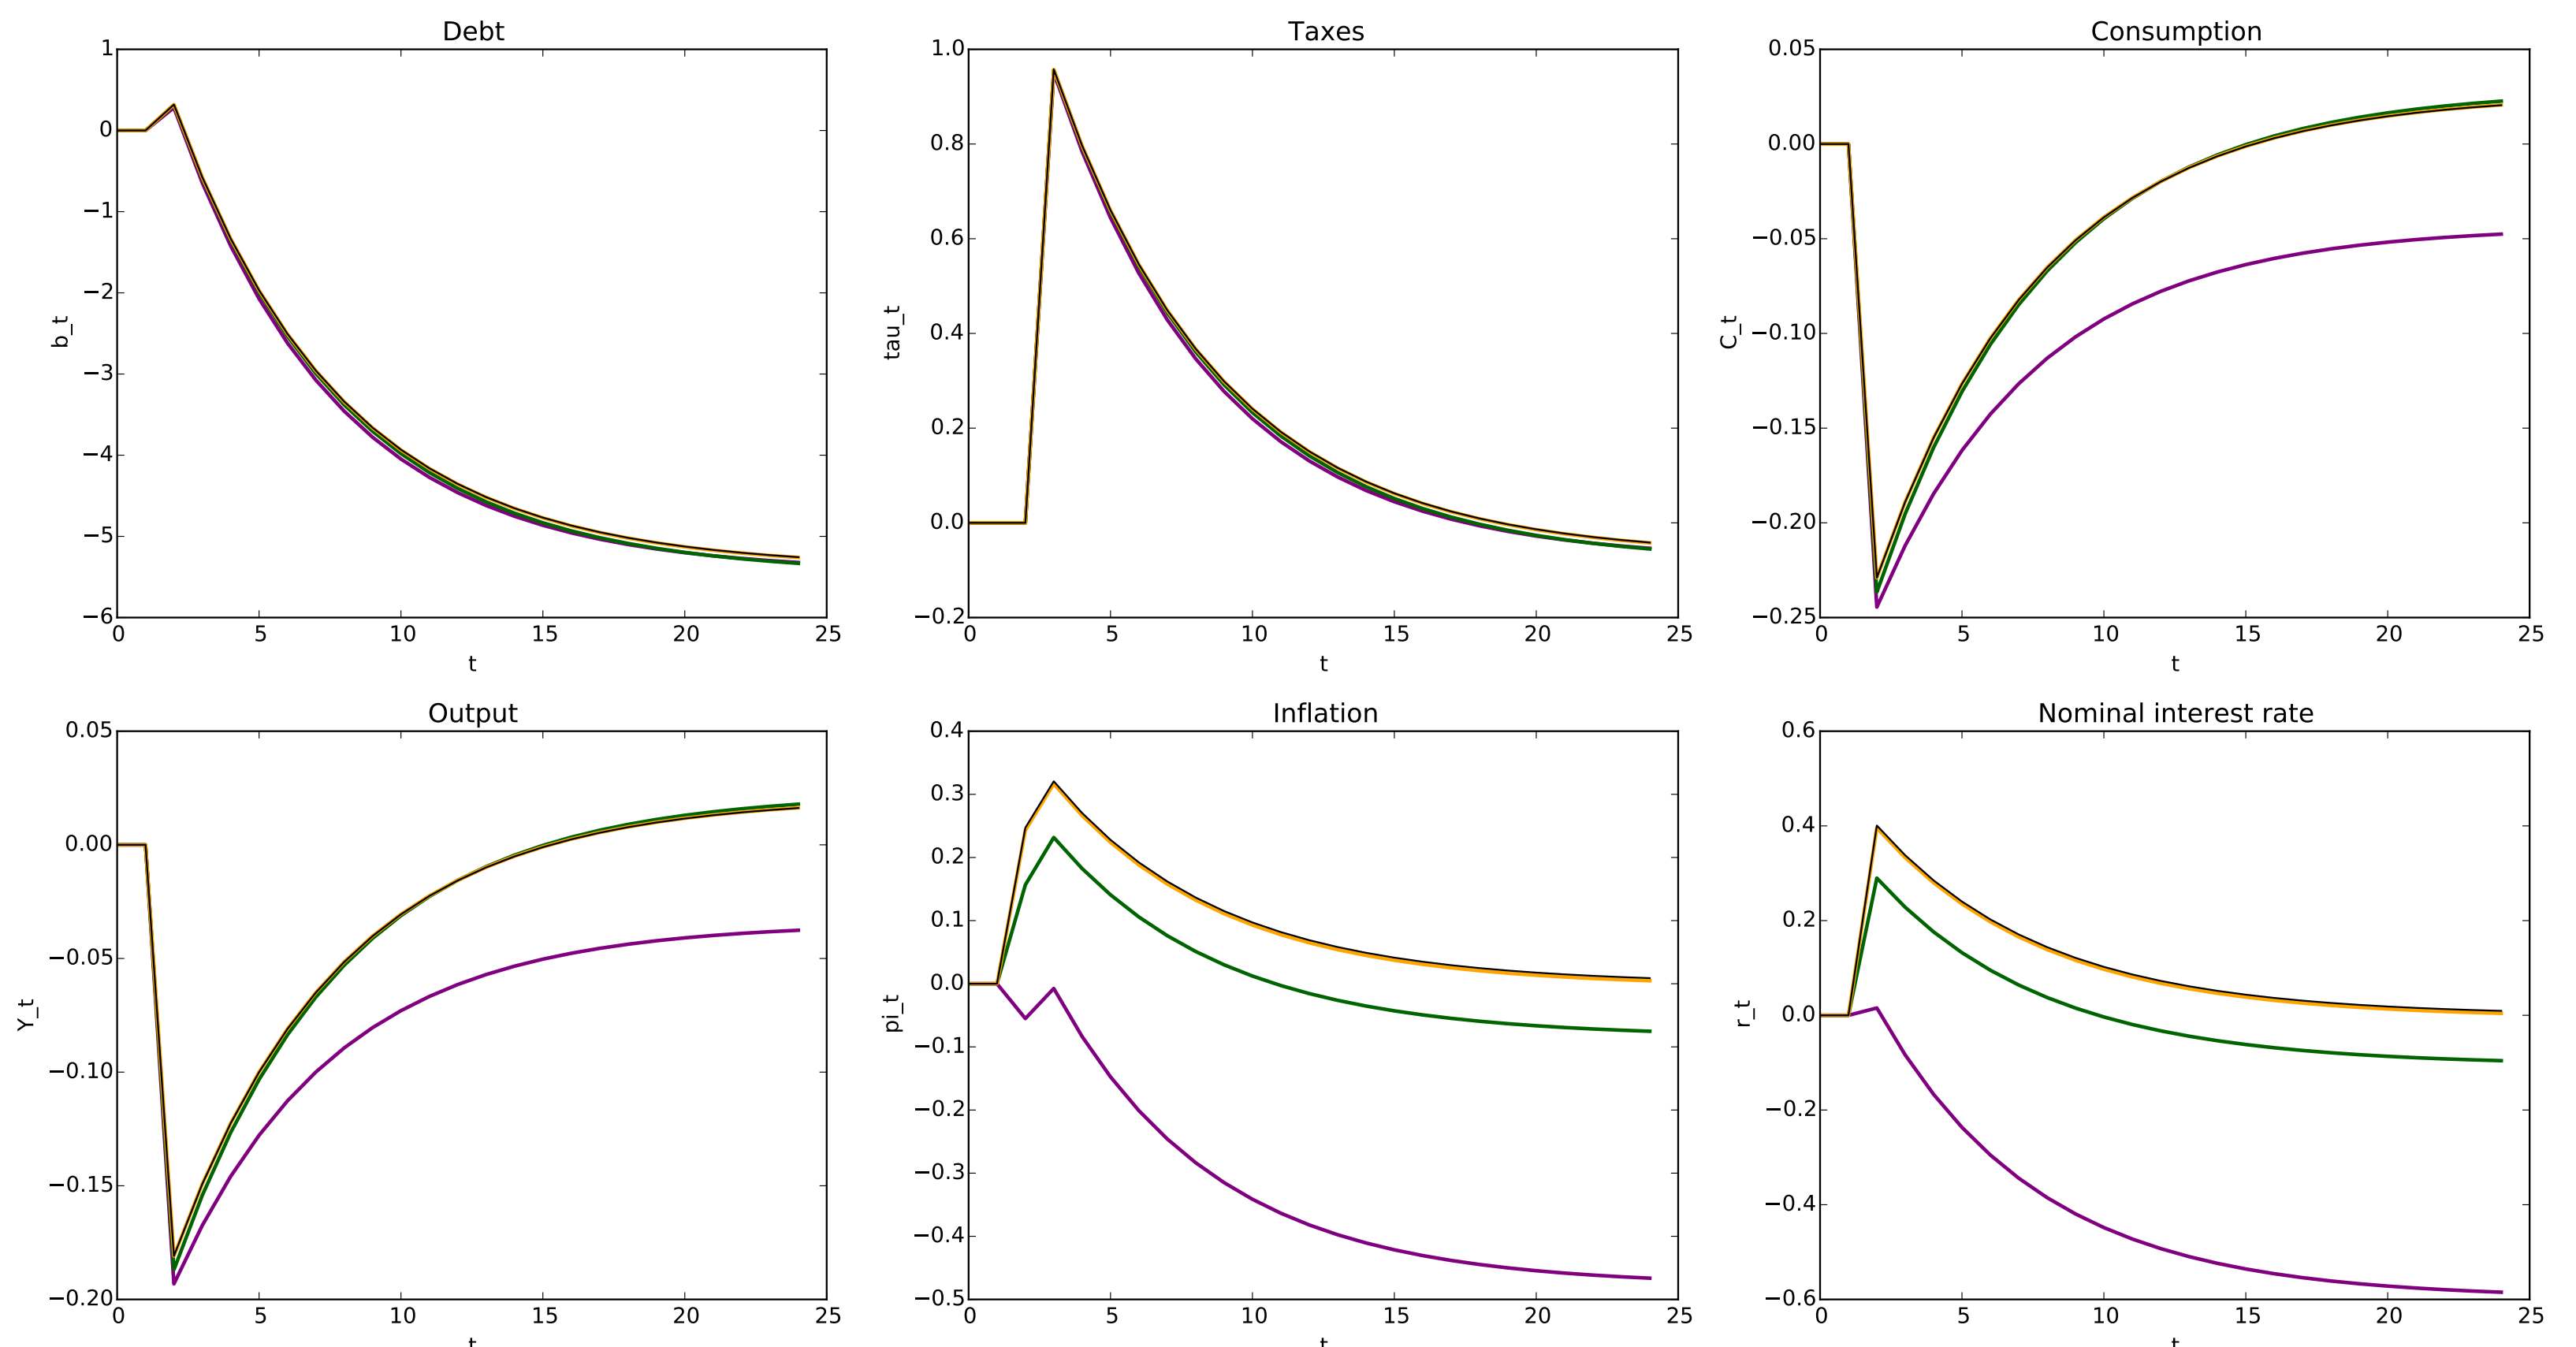 Debt
1
0
−1
−2
−3
−4
−5
−6
b_t
0 5 10 15 20 25
t
Taxes
1.0
0.8
0.6
0.4
0.2
0.0
−0.2
tau_t
0 5 10 15 20 25
t
Consumption
0.05
0.00
−0.05
−0.10
−0.15
−0.20
−0.25
C_t
0 5 10 15 20 25
t
Output
0.05
0.00
−0.05
−0.10
−0.15
−0.20
Y_t
0 5 10 15 20 25
t
Inflation
0.4
0.3
0.2
0.1
0.0
−0.1
−0.2
−0.3
−0.4
−0.5
pi_t
0 5 10 15 20 25
t
Nominal interest rate
0.6
0.4
0.2
0.0
−0.2
−0.4
−0.6
r_t
0 5 10 15 20 25
t